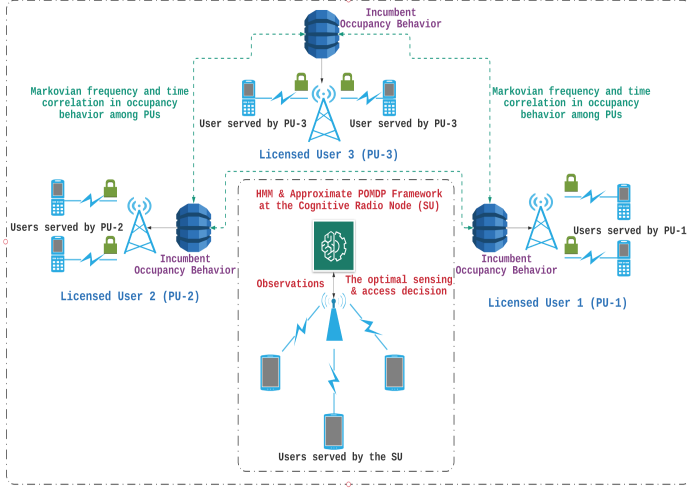 Incumbent
Occupancy Behavior
Markovian frequency and time
correlation in occupancy
behavior among PUs
Markovian frequency and time
correlation in occupancy
behavior among PUs
User served by PU-3
User served by PU-3
Licensed User 3 (PU-3)
HMM & Approximate POMDP Framework
at the Cognitive Radio Node (SU)
Users served by PU-2
Users served by PU-1
Incumbent
Occupancy Behavior
Incumbent
Occupancy Behavior
Observations
The optimal sensing
& access decision
Licensed User 2 (PU-2)
Licensed User 1 (PU-1)
Users served by the SU